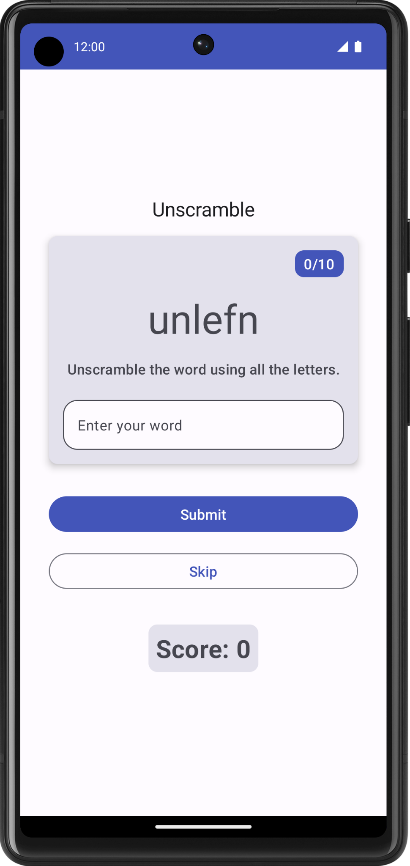 12:00
Unscramble
0/10
unlefn
Unscramble the word using all the letters.
Enter your word
Submit
Skip
Score: 0